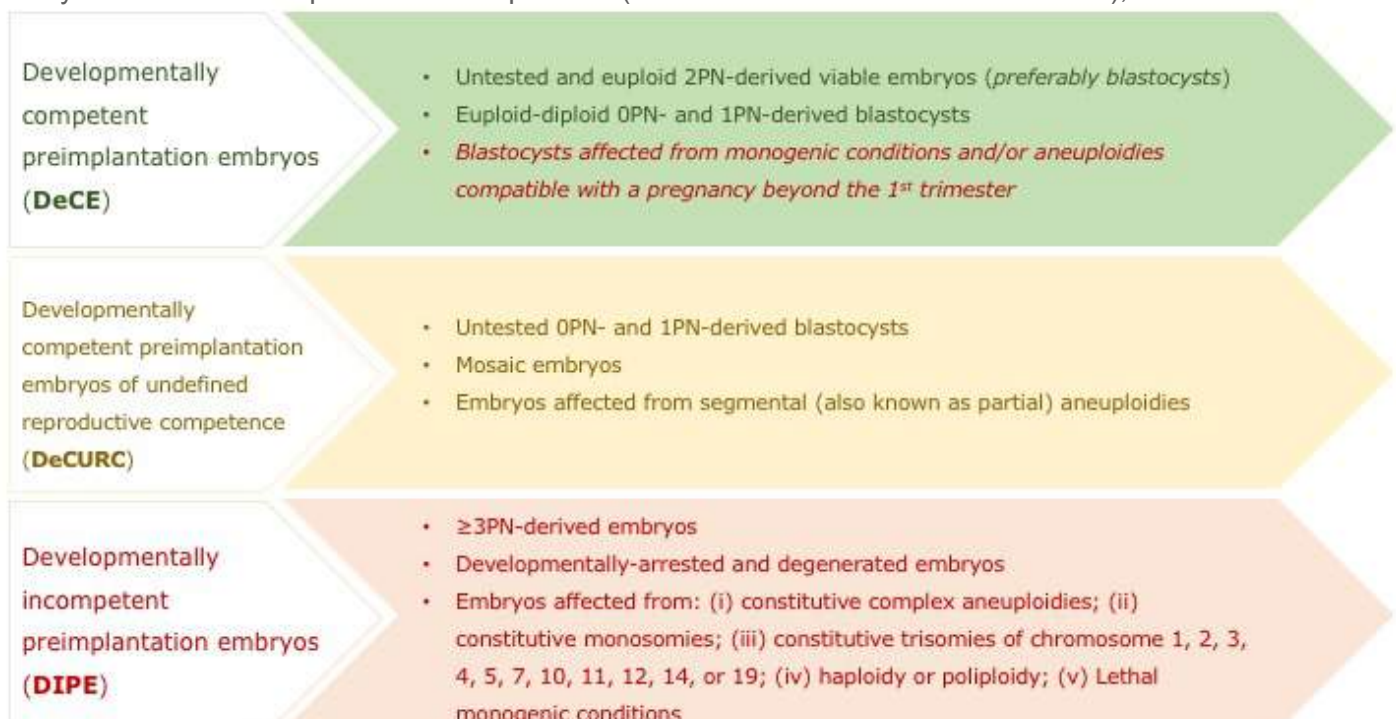 Developmentally
competent
preimplantation embryos
(DeCE)
• Untested and euploid 2PN-derived viable embryos (preferably blastocysts)
• Euploid-diploid 0PN- and 1PN-derived blastocysts
• Blastocysts affected from monogenic conditions and/or aneuploidies
compatible with a pregnancy beyond the 1st trimester
Developmentally
competent preimplantation
embryos of undefined
reproductive competence
(DeCURC)
• Untested 0PN- and 1PN-derived blastocysts
• Mosaic embryos
• Embryos affected from segmental (also known as partial) aneuploidies
Developmentally
incompetent
preimplantation embryos
(DIPE)
• ≥3PN-derived embryos
• Developmentally-arrested and degenerated embryos
• Embryos affected from: (i) constitutive complex aneuploidies; (ii)
constitutive monosomies; (iii) constitutive trisomies of chromosome 1, 2, 3,
4, 5, 7, 10, 11, 12, 14, or 19; (iv) haploidy or poliploidy; (v) Lethal
monogenic conditions